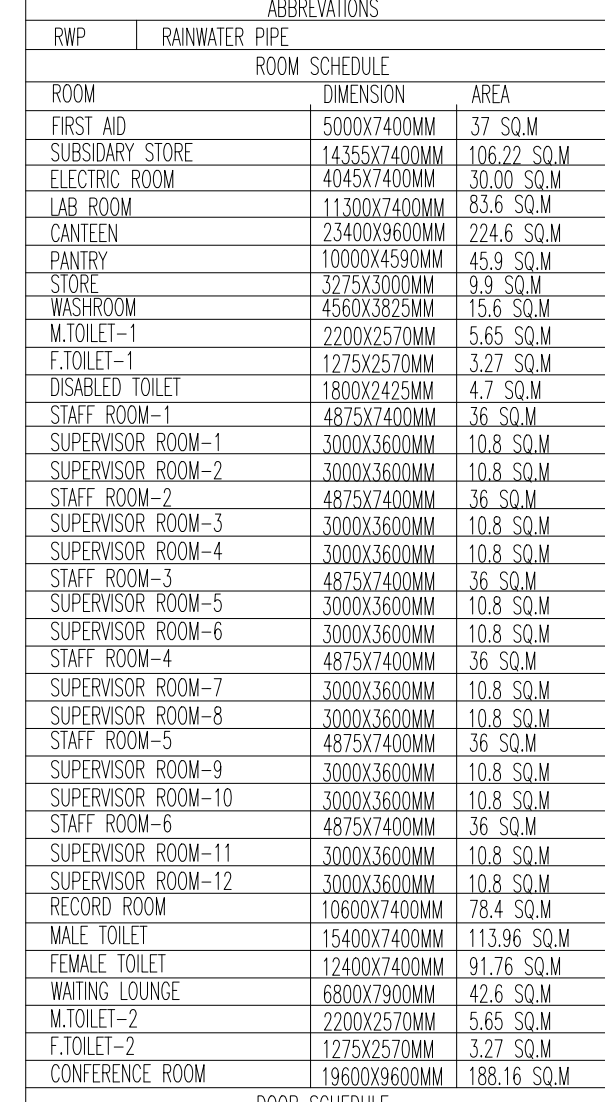 ABBREVATIONS
RWP RAINWATER PIPE
ROOM SCHEDULE
ROOM DIMENSION AREA
FIRST AID 5000X7400MM 37 SQ.M
SUBSIDARY STORE 14355X7400MM 106.22 SQ.M
ELECTRIC ROOM 4045X7400MM 30.00 SQ.M
LAB ROOM 11300X7400MM 83.6 SQ.M
CANTEEN 23400X9600MM 224.6 SQ.M
PANTRY 10000X4590MM 45.9 SQ.M
STORE 3275X3000MM 9.9 SQ.M
WASHROOM 4560X3825MM 15.6 SQ.M
M.TOILET-1 2200X2570MM 5.65 SQ.M
F.TOILET-1 1275X2570MM 3.27 SQ.M
DISABLED TOILET 1800X2425MM 4.7 SQ.M
STAFF ROOM-1 4875X7400MM 36 SQ.M
SUPERVISOR ROOM-1 3000X3600MM 10.8 SQ.M
SUPERVISOR ROOM-2 3000X3600MM 10.8 SQ.M
STAFF ROOM-2 4875X7400MM 36 SQ.M
SUPERVISOR ROOM-3 3000X3600MM 10.8 SQ.M
SUPERVISOR ROOM-4 3000X3600MM 10.8 SQ.M
STAFF ROOM-3 4875X7400MM 36 SQ.M
SUPERVISOR ROOM-5 3000X3600MM 10.8 SQ.M
SUPERVISOR ROOM-6 3000X3600MM 10.8 SQ.M
STAFF ROOM-4 4875X7400MM 36 SQ.M
SUPERVISOR ROOM-7 3000X3600MM 10.8 SQ.M
SUPERVISOR ROOM-8 3000X3600MM 10.8 SQ.M
STAFF ROOM-5 4875X7400MM 36 SQ.M
SUPERVISOR ROOM-9 3000X3600MM 10.8 SQ.M
SUPERVISOR ROOM-10 3000X3600MM 10.8 SQ.M
STAFF ROOM-6 4875X7400MM 36 SQ.M
SUPERVISOR ROOM-11 3000X3600MM 10.8 SQ.M
SUPERVISOR ROOM-12 3000X3600MM 10.8 SQ.M
RECORD ROOM 10600X7400MM 78.4 SQ.M
MALE TOILET 15400X7400MM 113.96 SQ.M
FEMALE TOILET 12400X7400MM 91.76 SQ.M
WAITING LOUNGE 6800X7900MM 42.6 SQ.M
M.TOILET-2 2200X2570MM 5.65 SQ.M
F.TOILET-2 1275X2570MM 3.27 SQ.M
CONFERENCE ROOM 19600X9600MM 188.16 SQ.M
DOOR SCHEDULE